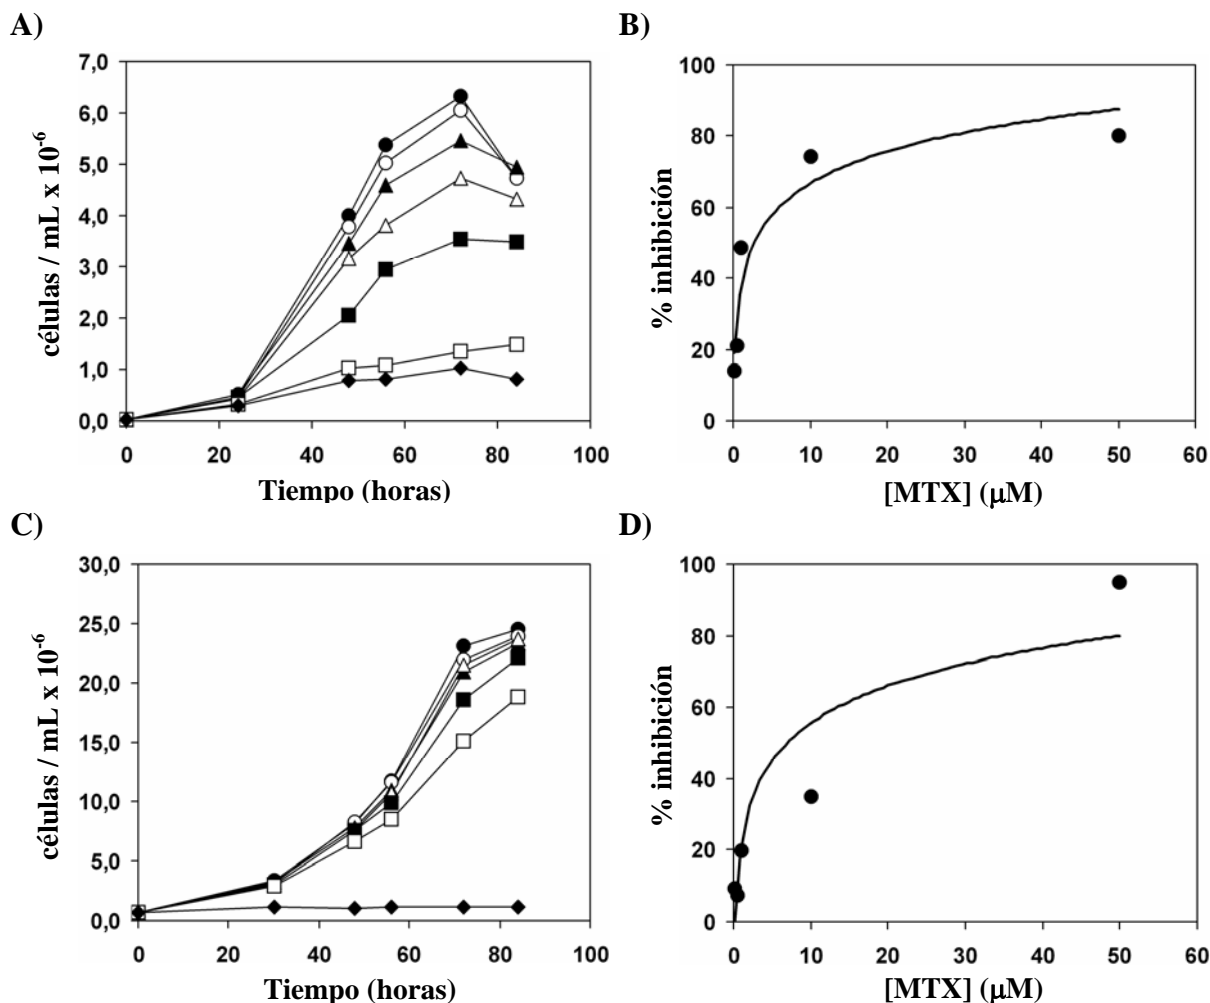 A)
7,0
6,0
5,0
4,0
3,0
2,0
1,0
0,0
células / mL x 10-6
0 20 40 60 80 100
Tiempo (horas)
B)
100
80
60
40
20
0
% inhibición
0 10 20 30 40 50 60
[MTX] (μM)
C)
30,0
25,0
20,0
15,0
10,0
5,0
0,0
células / mL x 10-6
0 20 40 60 80 100
Tiempo (horas)
D)
100
80
60
40
20
0
% inhibición
0 10 20 30 40 50 60
[MTX] (μM)